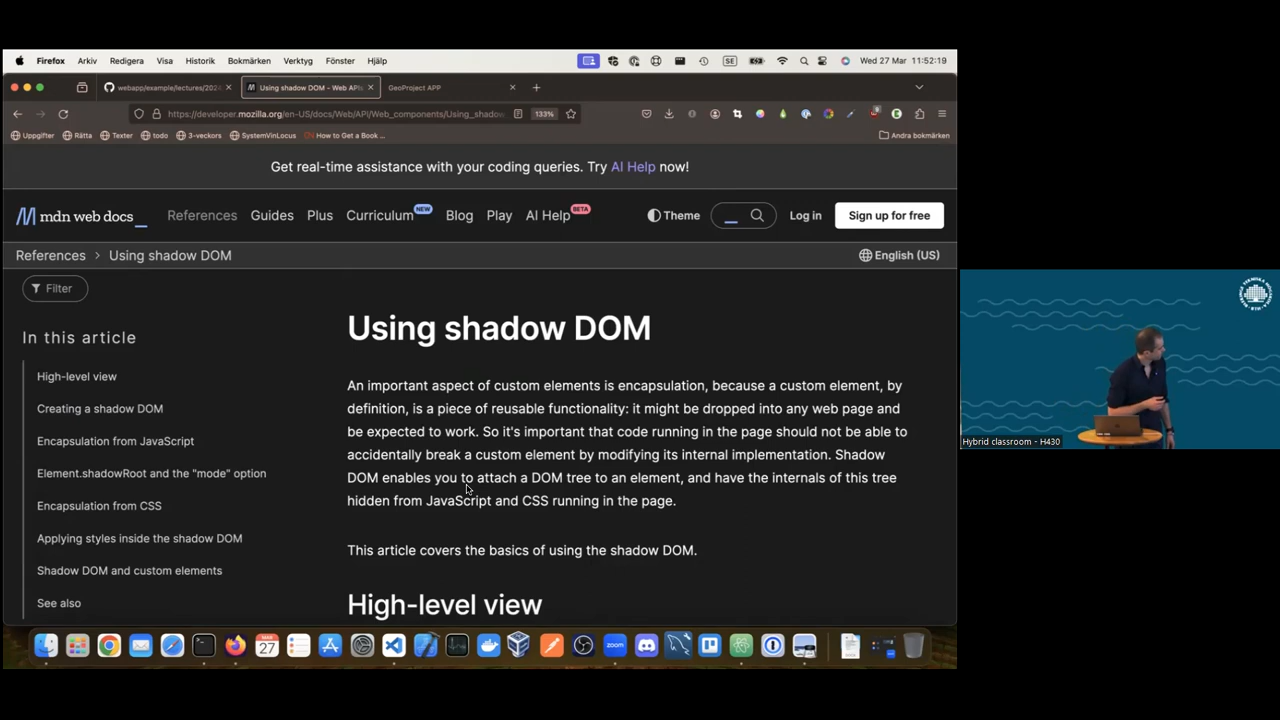 Firefox Arkiv Redigera Visa Historik Bokmärken Verktyg Fönster Hjälp SE Wed 27 Mar 11:52:19
webapp/example/lectures/2024 Using shadow DOM - Web APIs GeoProject APP
https://developer.mozilla.org/en-US/docs/Web/API/Web_components/Using_shadow 133%
Uppgifter Rätta Texter todo 3-veckors SystemVinLocus How to Get a Book ... Andra bokmärken
Get real-time assistance with your coding queries. Try AI Help now!
mdn web docs References Guides Plus Curriculum NEW Blog Play AI Help BETA Theme Log in Sign up for free
References > Using shadow DOM English (US)
Filter
In this article
High-level view
Creating a shadow DOM
Encapsulation from JavaScript
Element.shadowRoot and the "mode" option
Encapsulation from CSS
Applying styles inside the shadow DOM
Shadow DOM and custom elements
See also
Using shadow DOM
An important aspect of custom elements is encapsulation, because a custom element, by
definition, is a piece of reusable functionality: it might be dropped into any web page and
be expected to work. So it's important that code running in the page should not be able to
accidentally break a custom element by modifying its internal implementation. Shadow
DOM enables you to attach a DOM tree to an element, and have the internals of this tree
hidden from JavaScript and CSS running in the page.
This article covers the basics of using the shadow DOM.
High-level view
MAR
27
zoom
Hybrid classroom - H430